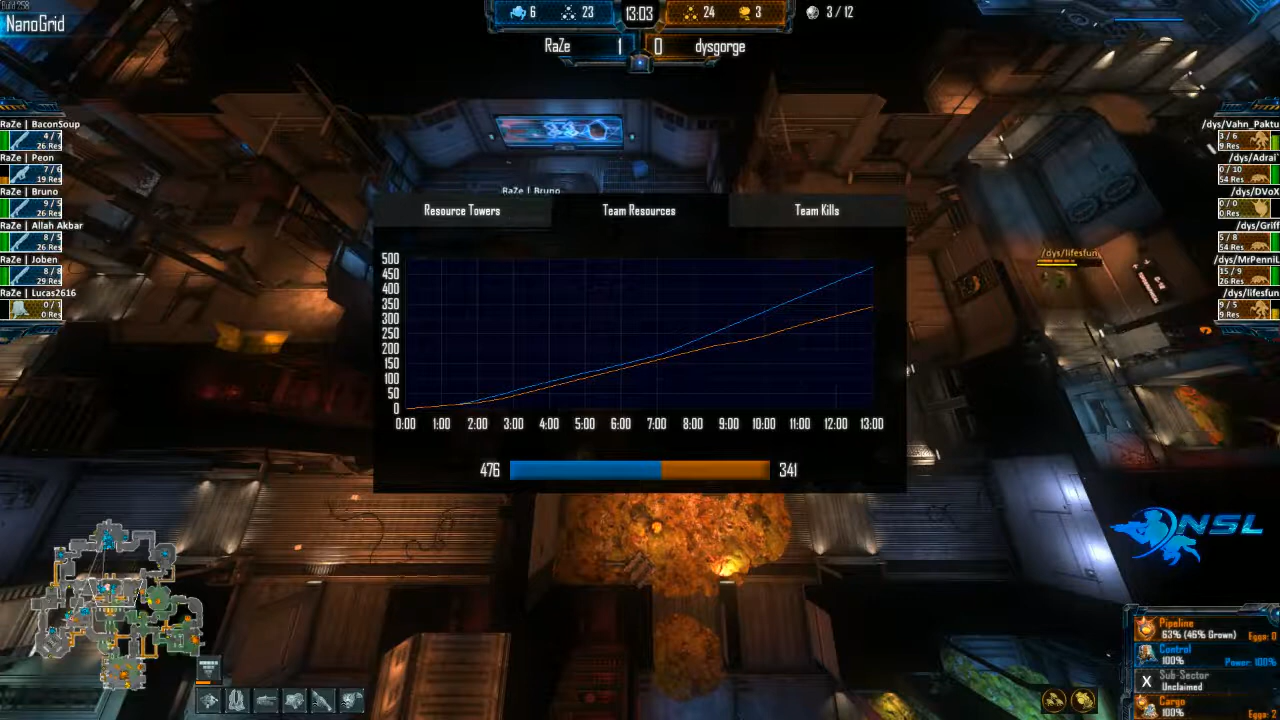 Build 258
NanoGrid
6 23 13:03 24 3 3 / 12
RaZe 1 0 dysgorge
RaZe | BaconSoup
4 / 7
26 Res
RaZe | Peon
7 / 6
19 Res
RaZe | Bruno
9 / 5
26 Res
RaZe | Allah Akbar
26 Res
RaZe | Joben
8 / 8
29 Res
RaZe | Lucas2616
0 Res
/dys/Vahn_Paktu
3 / 6
9 Res
/dys/Adrai
0 / 10
54 Res
/dys/DVoX
0 / 0
0 Res
/dys/Griff
5 / 8
54 Res
/dys/MrPenniL
15 / 9
26 Res
/dys/lifesfun
9 / 5
9 Res
RaZe | Bruno
/dys/lifesfun
Resource Towers Team Resources Team Kills
500
450
400
350
300
250
200
150
100
50
0
0:00 1:00 2:00 3:00 4:00 5:00 6:00 7:00 8:00 9:00 10:00 11:00 12:00 13:00
476 341
NSL
Pipeline
63% (46% Grown) Eggs: 0
Control
100% Power: 100%
X Sub-Sector
Unclaimed
Cargo
100% Eggs: 2